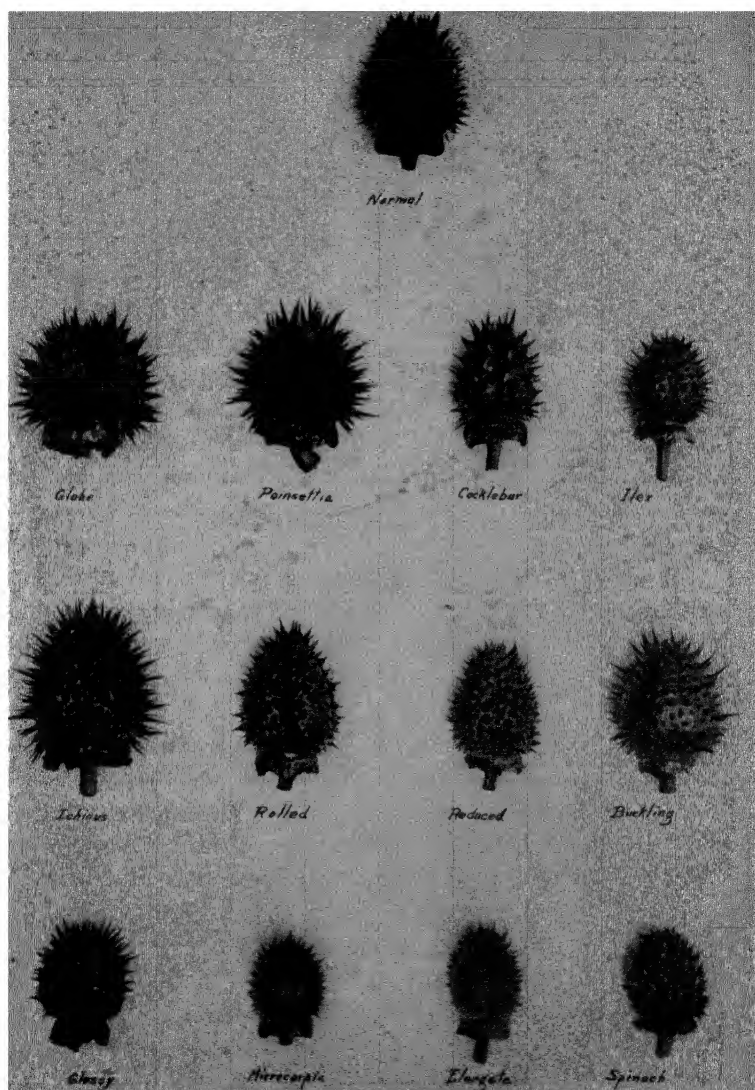 Normal
Globe Poinsettia Cocklebur Ilex
Echinus Rolled Reduced Buckling
Glossy Microcarpic Elongate Spinach